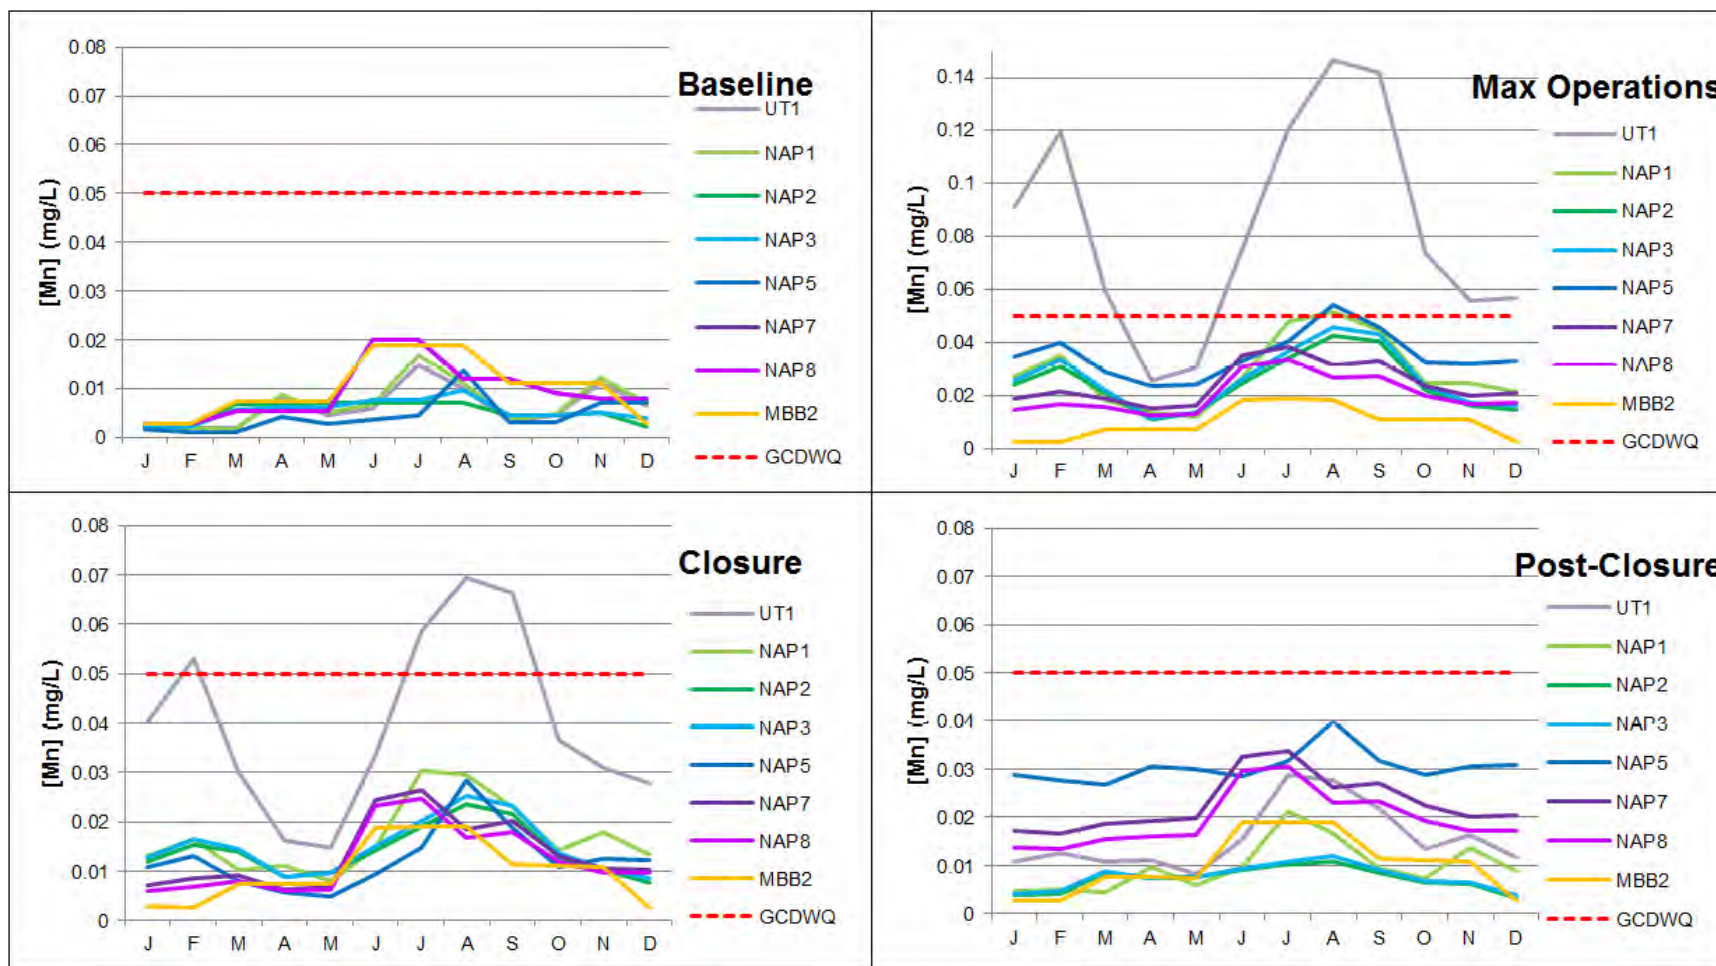 Baseline
[Mn] (mg/L)
0.08
0.07
0.06
0.05
0.04
0.03
0.02
0.01
0
J F M A M J J A S O N D
UT1
NAP1
NAP2
NAP3
NAP5
NAP7
NAP8
MBB2
GCDWQ
Max Operations
[Mn] (mg/L)
0.14
0.12
0.1
0.08
0.06
0.04
0.02
0
J F M A M J J A S O N D
UT1
NAP1
NAP2
NAP3
NAP5
NAP7
NAP8
MBB2
GCDWQ
Closure
[Mn] (mg/L)
0.08
0.07
0.06
0.05
0.04
0.03
0.02
0.01
0
J F M A M J J A S O N D
UT1
NAP1
NAP2
NAP3
NAP5
NAP7
NAP8
MBB2
GCDWQ
Post-Closure
[Mn] (mg/L)
0.08
0.07
0.06
0.05
0.04
0.03
0.02
0.01
0
J F M A M J J A S O N D
UT1
NAP1
NAP2
NAP3
NAP5
NAP7
NAP8
MBB2
GCDWQ